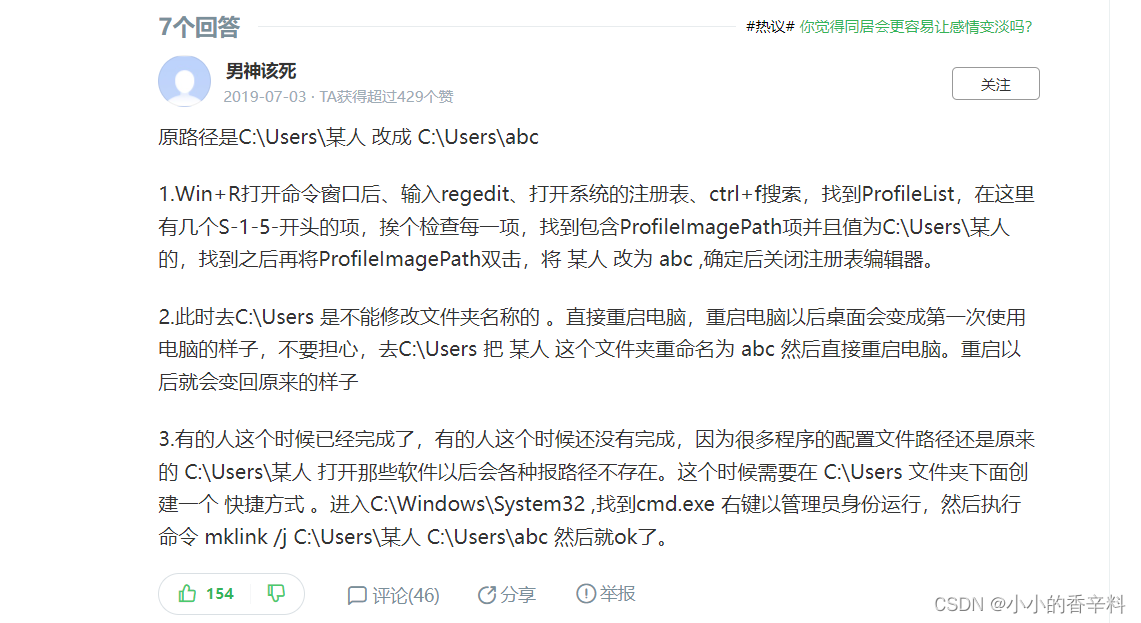 7个回答
#热议# 你觉得同居会更容易让感情变淡吗?
男神该死
2019-07-03 · TA获得超过429个赞
关注
原路径是C:\Users\某人 改成 C:\Users\abc
1.Win+R打开命令窗口后、输入regedit、打开系统的注册表、ctrl+f搜索，找到ProfileList，在这里
有几个S-1-5-开头的项，挨个检查每一项，找到包含ProfileImagePath项并且值为C:\Users\某人
的，找到之后再将ProfileImagePath双击，将 某人 改为 abc ,确定后关闭注册表编辑器。
2.此时去C:\Users 是不能修改文件夹名称的 。直接重启电脑，重启电脑以后桌面会变成第一次使用
电脑的样子，不要担心，去C:\Users 把 某人 这个文件夹重命名为 abc 然后直接重启电脑。重启以
后就会变回原来的样子
3.有的人这个时候已经完成了，有的人这个时候还没有完成，因为很多程序的配置文件路径还是原来
的 C:\Users\某人 打开那些软件以后会各种报路径不存在。这个时候需要在 C:\Users 文件夹下面创
建一个 快捷方式 。进入C:\Windows\System32 ,找到cmd.exe 右键以管理员身份运行，然后执行
命令 mklink /j C:\Users\某人 C:\Users\abc 然后就ok了。
154
评论(46)
分享
举报
CSDN @小小的香辛料